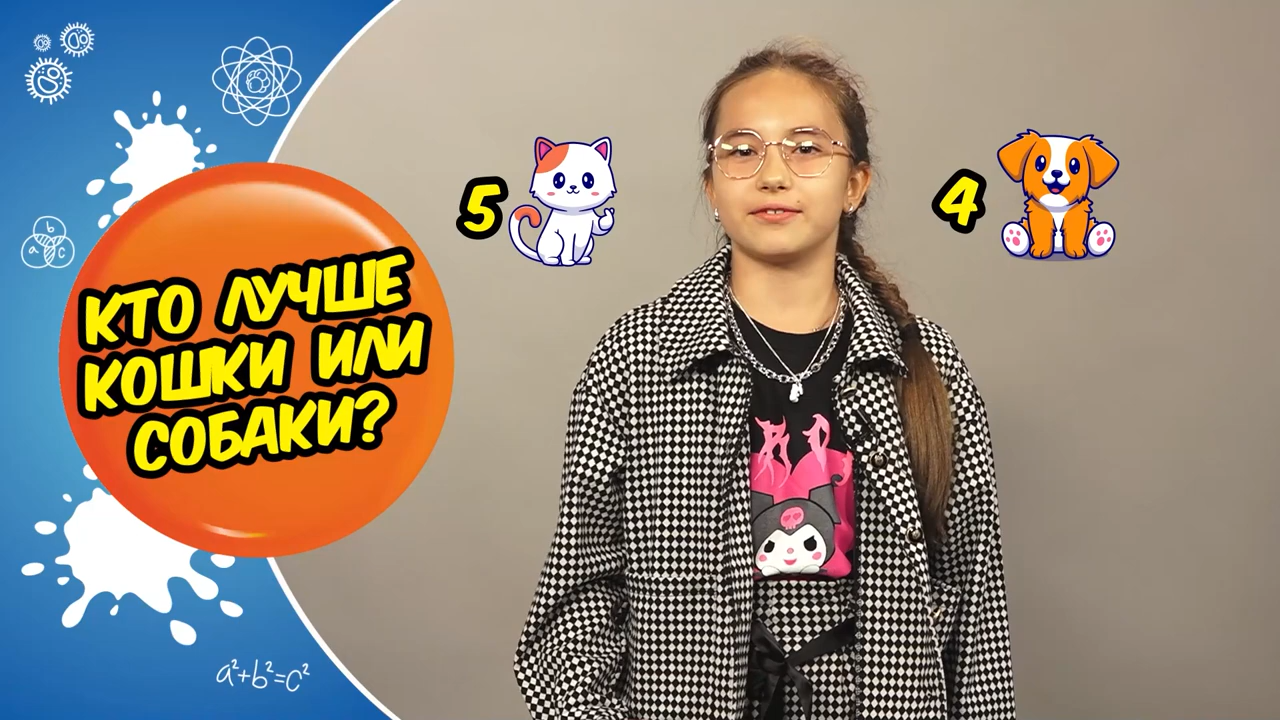 КТО ЛУЧШЕ
КОШКИ ИЛИ
СОБАКИ?
5
4
b
a c
a²+b²=c²